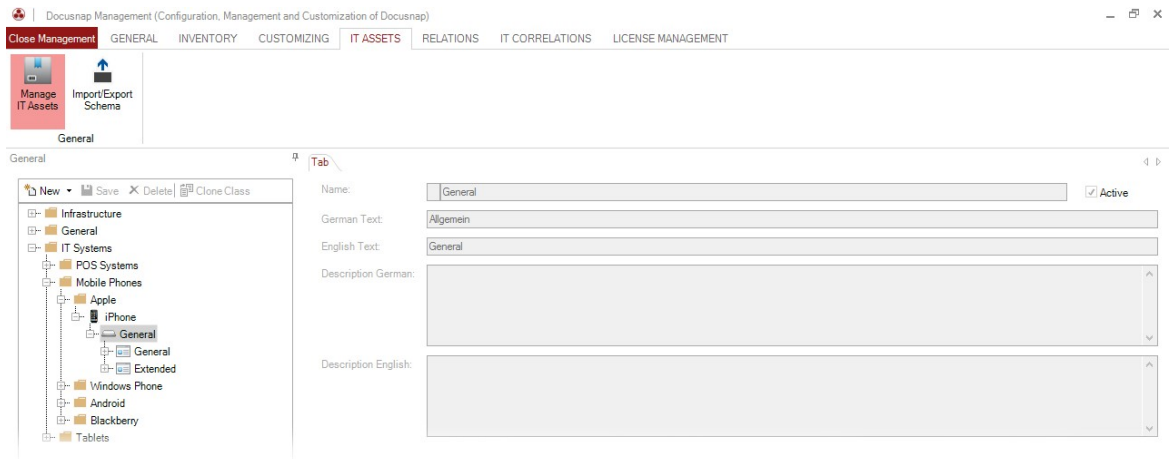 Docusnap Management (Configuration, Management and Customization of Docusnap)
Close Management GENERAL INVENTORY CUSTOMIZING IT ASSETS RELATIONS IT CORRELATIONS LICENSE MANAGEMENT
Manage IT Assets
Import/Export Schema
General
General
Tab
New Save Delete Clone Class
Name: General Active
Infrastructure
General
German Text: Allgemein
IT Systems
English Text: General
POS Systems
Description German:
Mobile Phones
Apple
iPhone
General
General
Description English:
Extended
Windows Phone
Android
Blackberry
Tablets